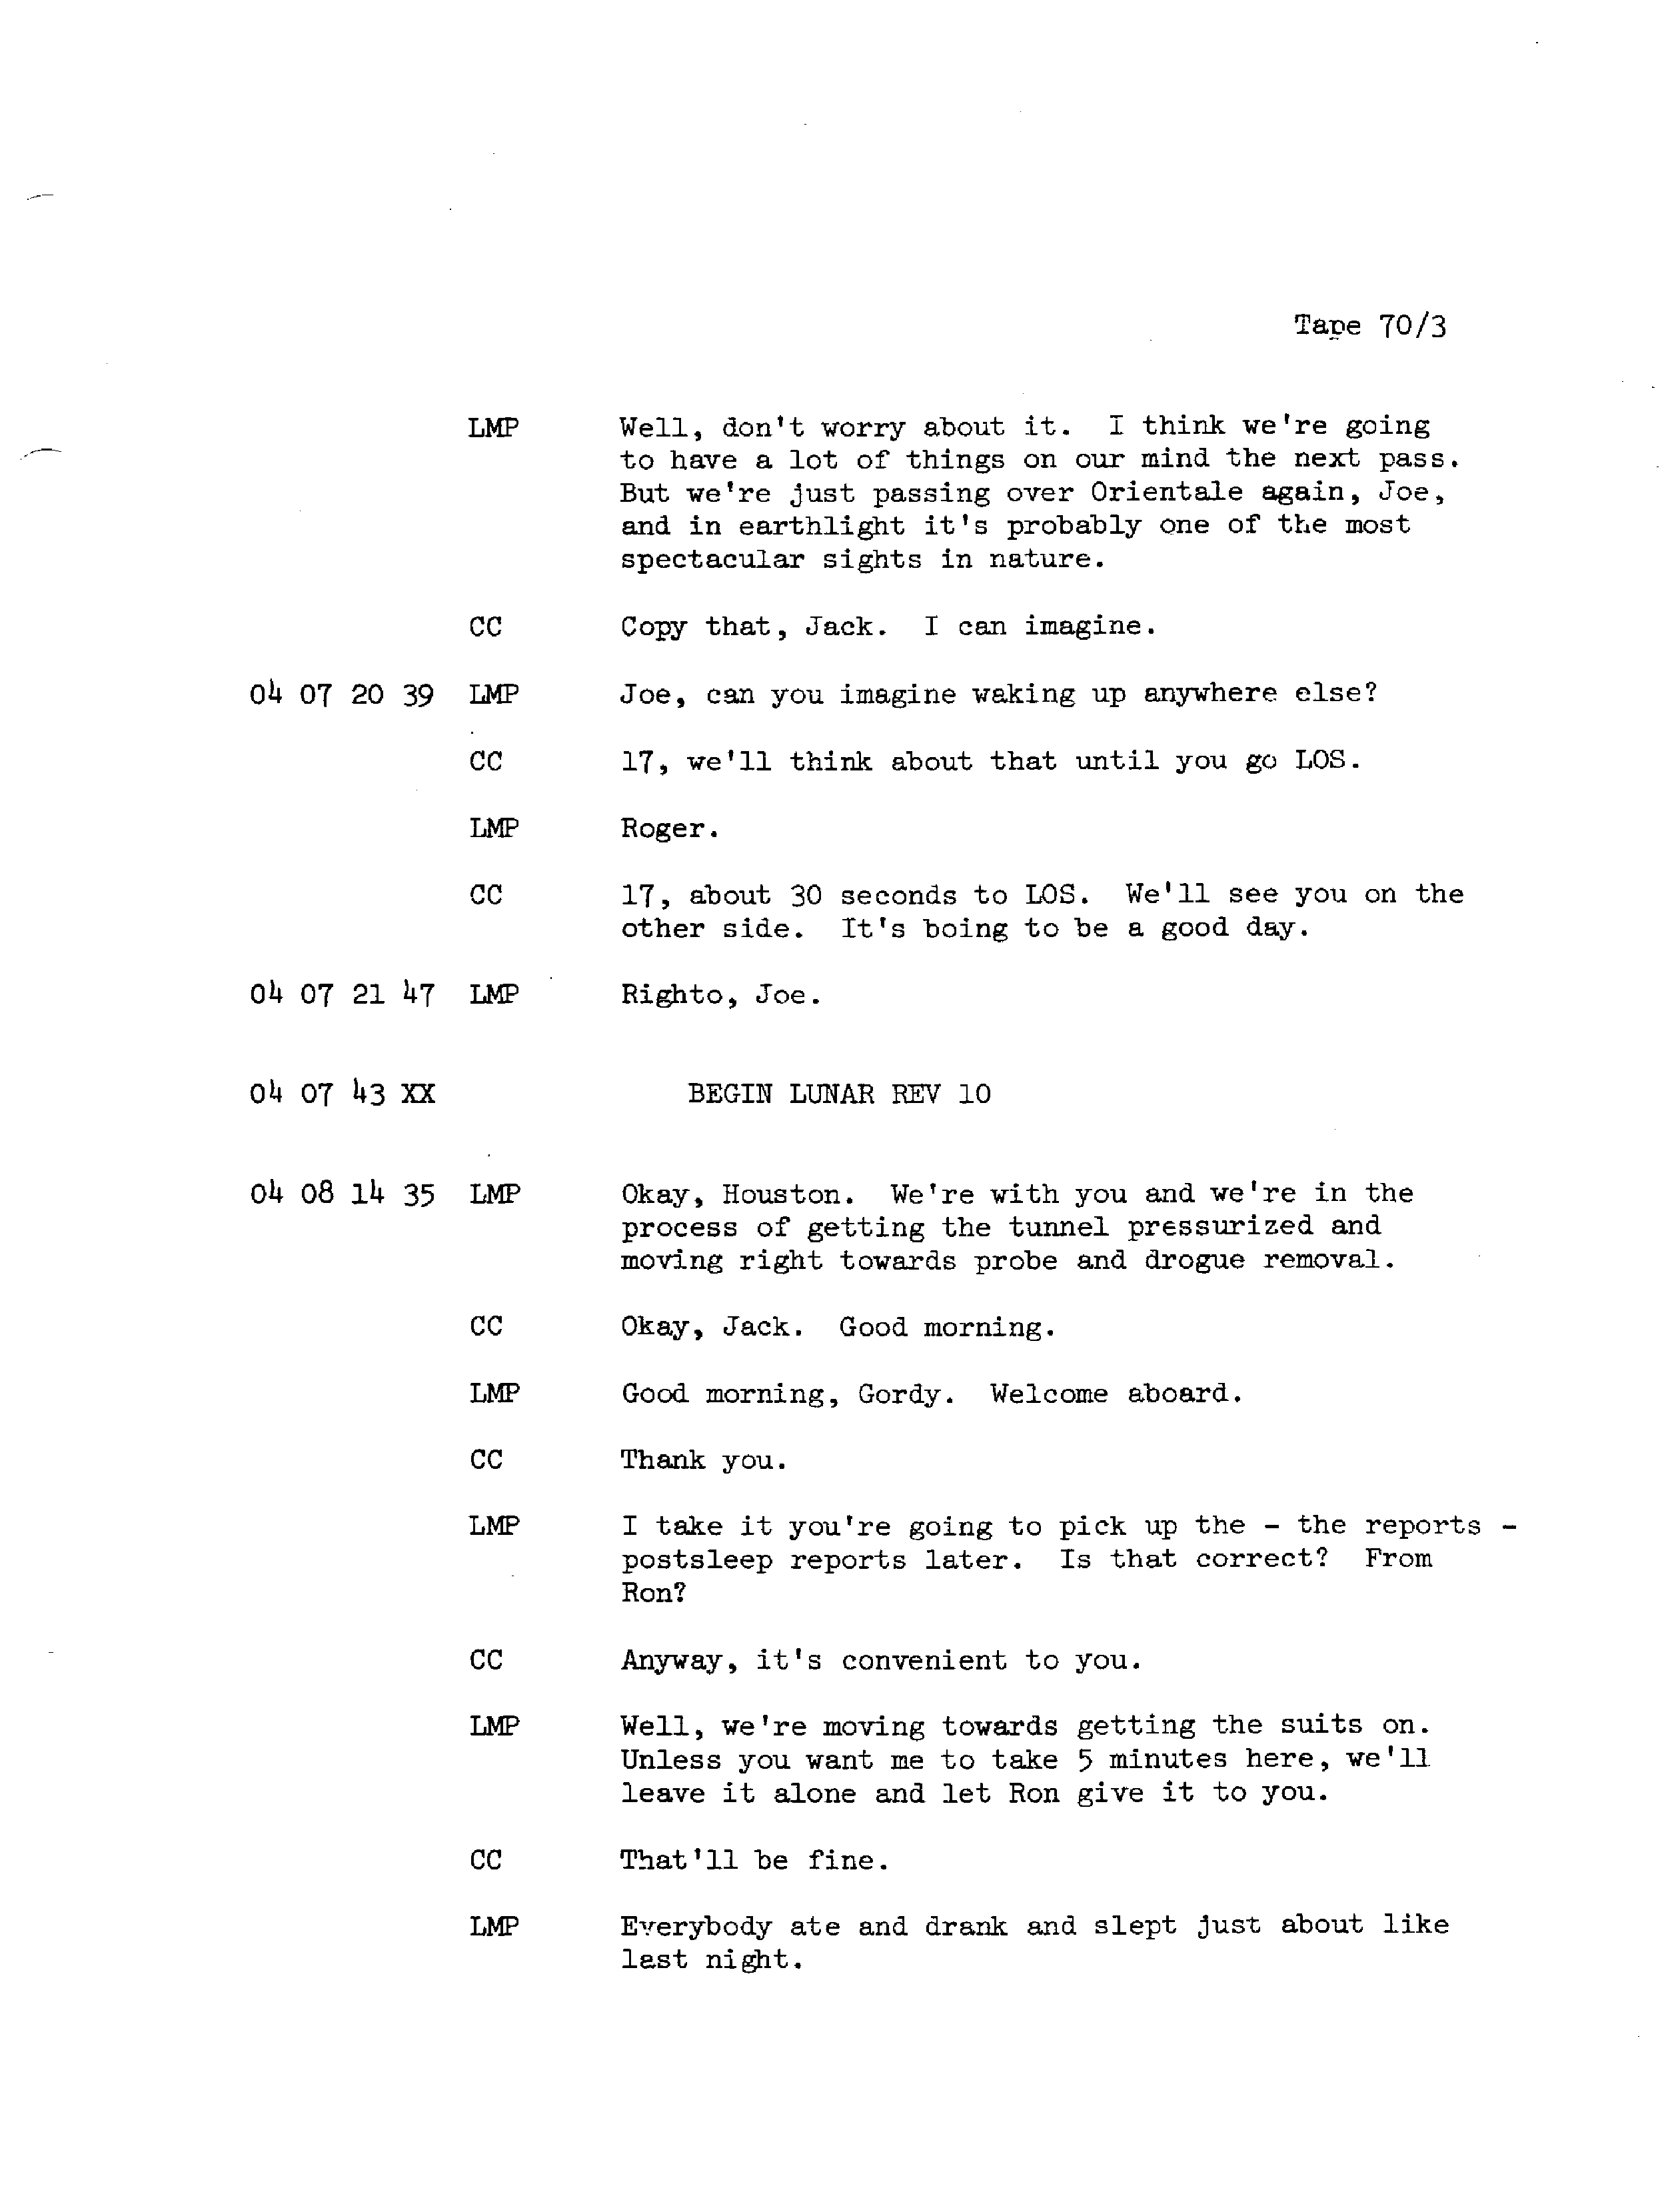 Tape 70/3
LMP Well, don't worry about it. I think we're going
to have a lot of things on our mind the next pass.
But we're just passing over Orientale again, Joe,
and in earthlight it's probably one of the most
spectacular sights in nature.
CC Copy that, Jack. I can imagine.
04 07 20 39 LMP Joe, can you imagine waking up anywhere else?
CC 17, we'll think about that until you go LOS.
LMP Roger.
CC 17, about 30 seconds to LOS. We'll see you on the
other side. It's boing to be a good day.
04 07 21 47 LMP Righto, Joe.
04 07 43 XX BEGIN LUNAR REV 10
04 08 14 35 LMP Okay, Houston. We're with you and we're in the
process of getting the tunnel pressurized and
moving right towards probe and drogue removal.
CC Okay, Jack. Good morning.
LMP Good morning, Gordy. Welcome aboard.
CC Thank you.
LMP I take it you're going to pick up the - the reports -
postsleep reports later. Is that correct? From
Ron?
CC Anyway, it's convenient to you.
LMP Well, we're moving towards getting the suits on.
Unless you want me to take 5 minutes here, we'll
leave it alone and let Ron give it to you.
CC That'll be fine.
LMP Everybody ate and drank and slept just about like
last night.